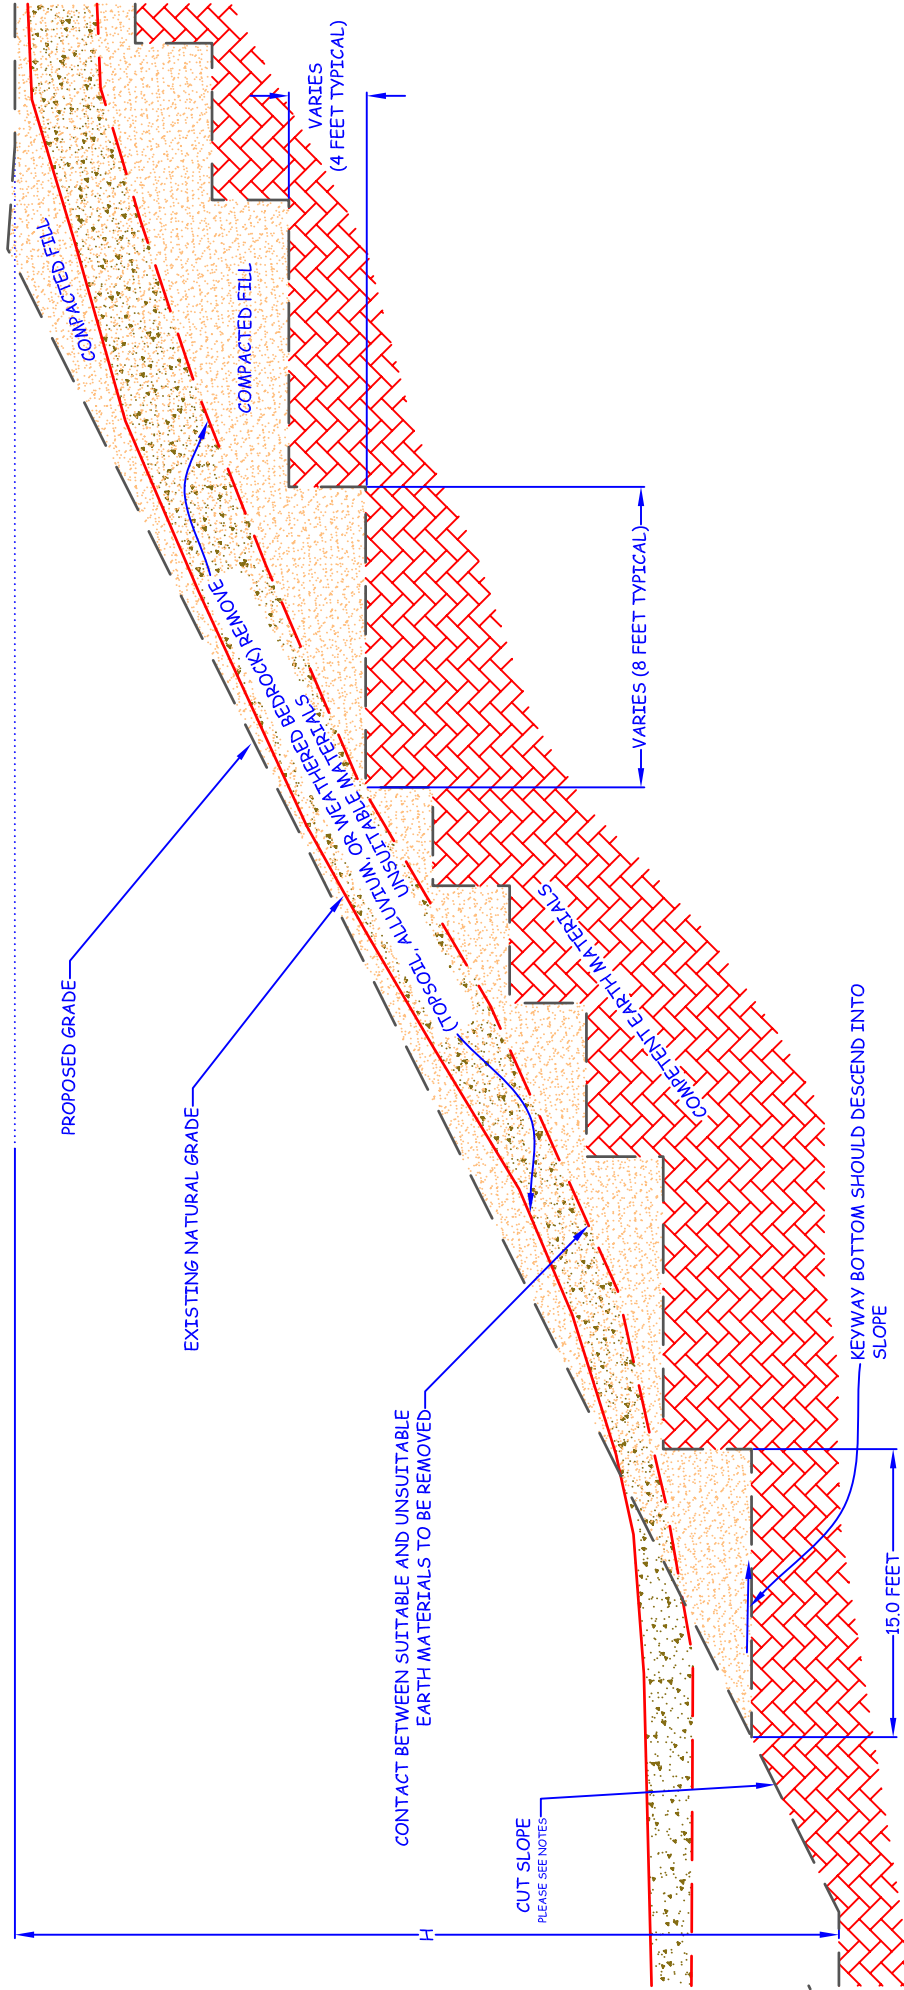 COMPACTED FILL
VARIES
(4 FEET TYPICAL)
COMPACTED FILL
PROPOSED GRADE
REMOVE
UNSUITABLE MATERIALS
(TOPSOIL, ALLUVIUM, OR WEATHERED BEDROCK)
VARIES (8 FEET TYPICAL)
EXISTING NATURAL GRADE
COMPETENT EARTH MATERIALS
CONTACT BETWEEN SUITABLE AND UNSUITABLE
EARTH MATERIALS TO BE REMOVED
KEYWAY BOTTOM SHOULD DESCEND INTO
SLOPE
CUT SLOPE
PLEASE SEE NOTES
15.0 FEET
H